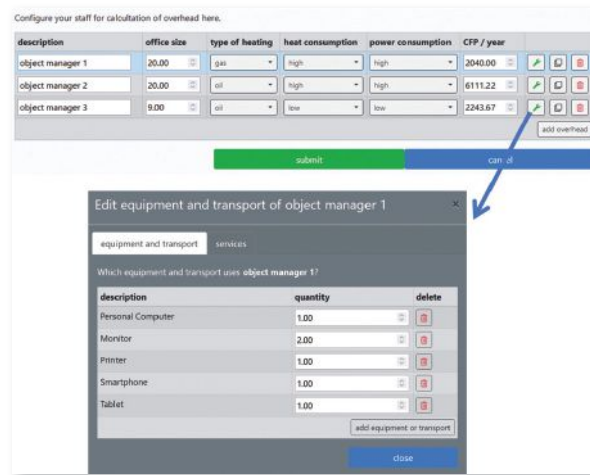 Configure your staff for calcultation of overhead here.
description office size type of heating heat consumption power consumption CFP / year
object manager 1 20.00 gas high high 2040.00
object manager 2 20.00 oil high high 6111.22
object manager 3 9.00 oil low low 2243.67
add overhead
submit cancel
Edit equipment and transport of object manager 1 ×
equipment and transport services
Which equipment and transport uses object manager 1?
description quantity delete
Personal Computer 1.00
Monitor 2.00
Printer 1.00
Smartphone 1.00
Tablet 1.00
add equipment or transport
close